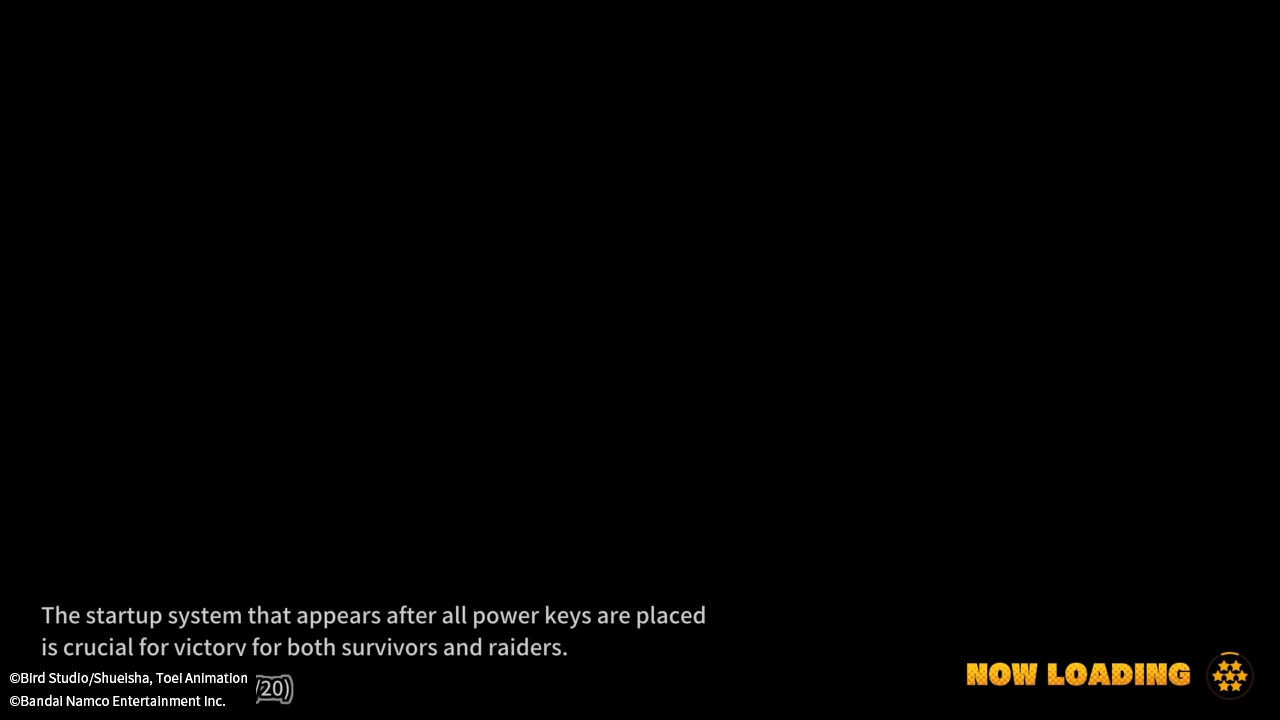 The startup system that appears after all power keys are placed
is crucial for victory for both survivors and raiders.
©Bird Studio/Shueisha, Toei Animation
/20)
©Bandai Namco Entertainment Inc.
NOW LOADING